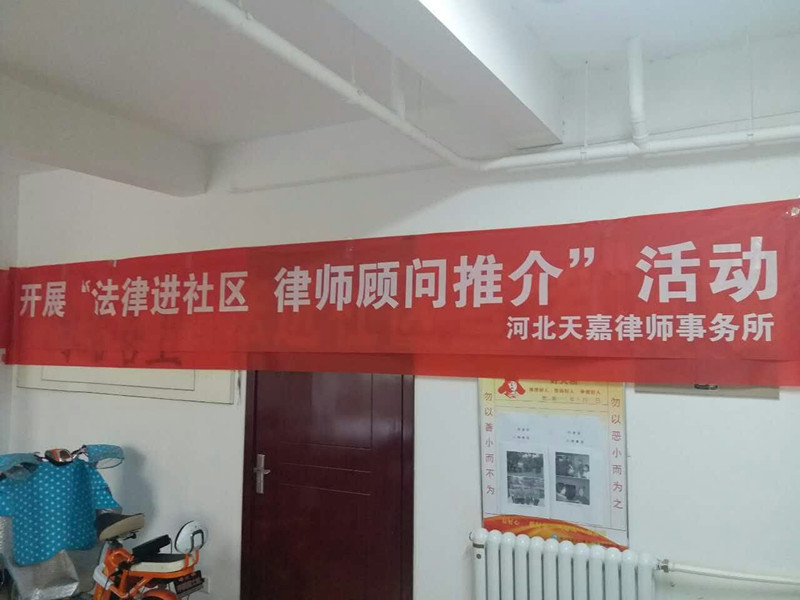 开展“法律进社区 律师顾问推介”活动
河北天嘉律师事务所
勿以善小而不为
勿以恶小而为之